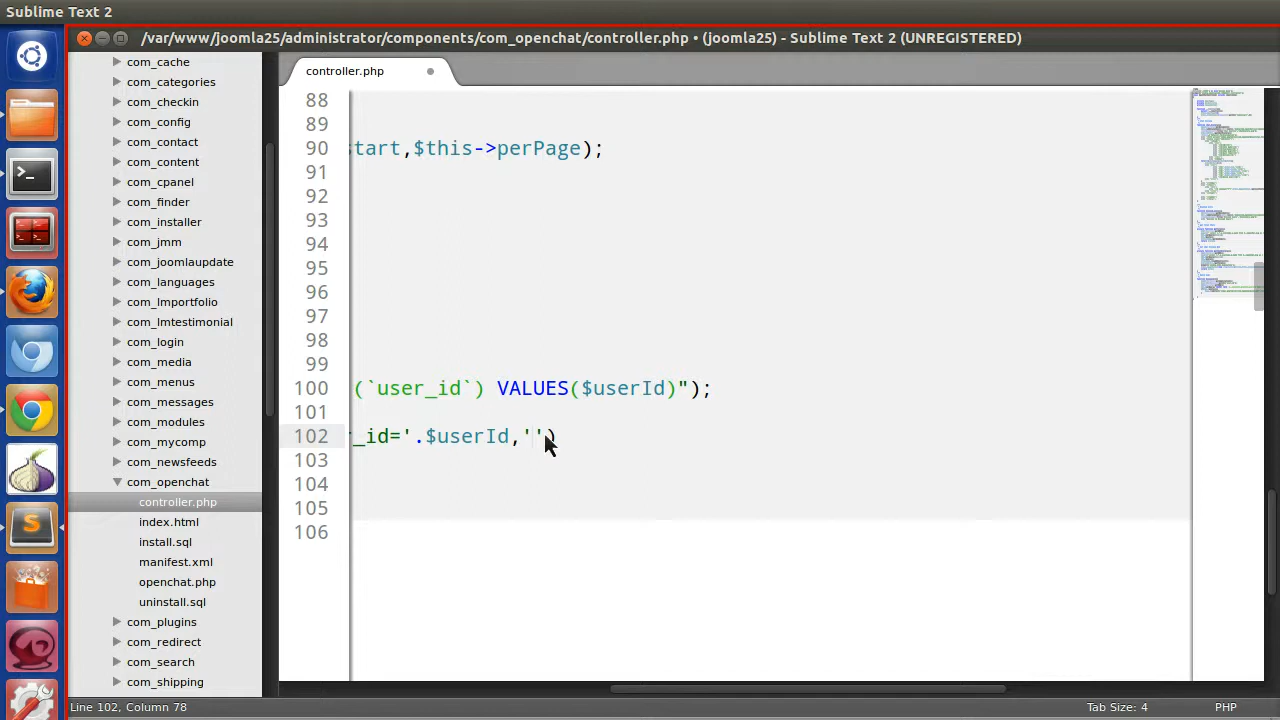 Sublime Text 2
/var/www/joomla25/administrator/components/com_openchat/controller.php • (joomla25) - Sublime Text 2 (UNREGISTERED)
com_cache
com_categories
com_checkin
com_config
com_contact
com_content
com_cpanel
com_finder
com_installer
com_jmm
com_joomlaupdate
com_languages
com_lmportfolio
com_lmtestimonial
com_login
com_media
com_menus
com_messages
com_modules
com_mycomp
com_newsfeeds
com_openchat
controller.php
index.html
install.sql
manifest.xml
openchat.php
uninstall.sql
com_plugins
com_redirect
com_search
com_shipping
controller.php
88
89
90 start,$this->perPage);
91
92
93
94
95
96
97
98
99
100 (`user_id`) VALUES($userId)");
101
102 r_id='.$userId,'')
103
104
105
106
Line 102, Column 78
Tab Size: 4
PHP